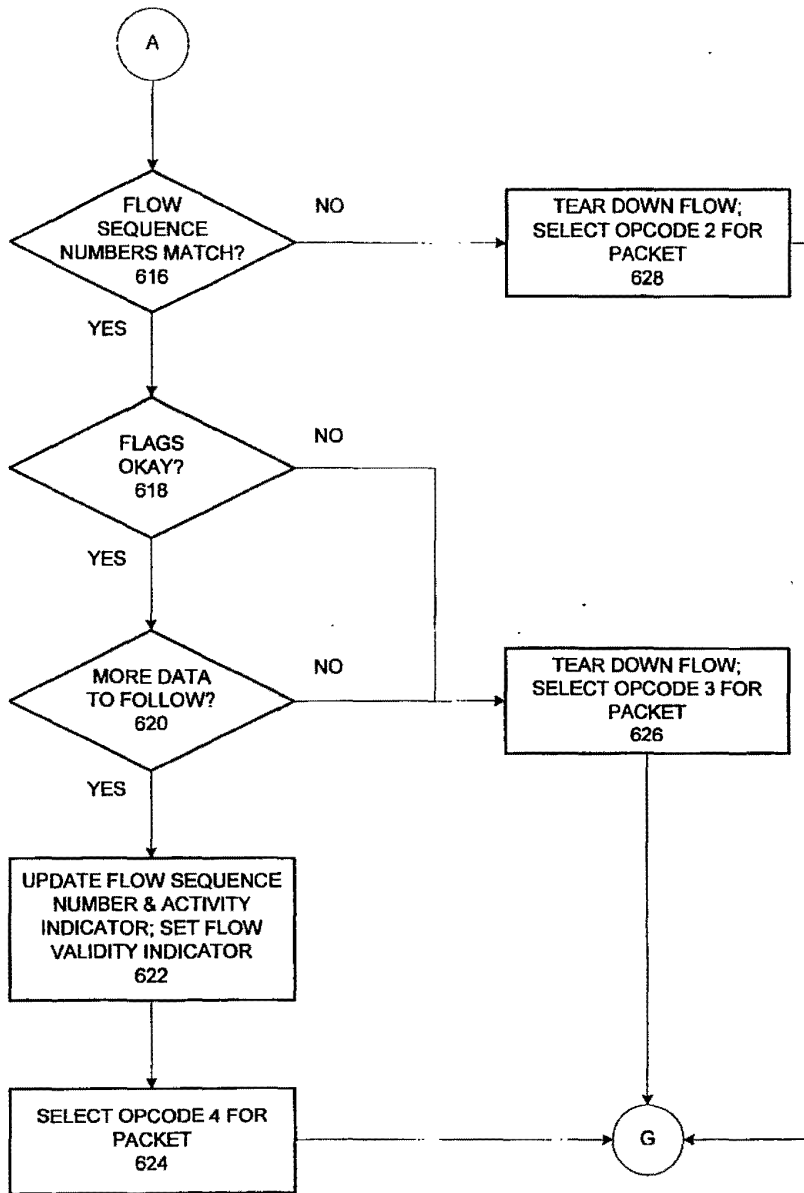 A
FLOW
SEQUENCE
NUMBERS MATCH?
616
NO
TEAR DOWN FLOW;
SELECT OPCODE 2 FOR
PACKET
628
YES
FLAGS
OKAY?
618
NO
YES
MORE DATA
TO FOLLOW?
620
NO
TEAR DOWN FLOW;
SELECT OPCODE 3 FOR
PACKET
626
YES
UPDATE FLOW SEQUENCE
NUMBER & ACTIVITY
INDICATOR; SET FLOW
VALIDITY INDICATOR
622
SELECT OPCODE 4 FOR
PACKET
624
G